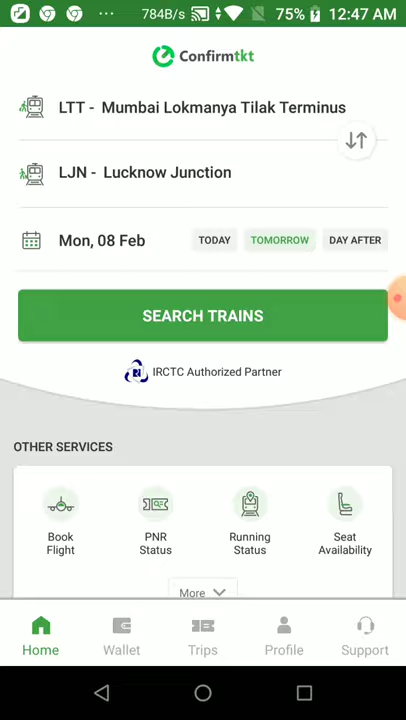 784B/s 75% 12:47 AM
Confirmtkt
LTT - Mumbai Lokmanya Tilak Terminus
LJN - Lucknow Junction
Mon, 08 Feb TODAY TOMORROW DAY AFTER
SEARCH TRAINS
IRCTC Authorized Partner
OTHER SERVICES
Book Flight
PNR Status
Running Status
Seat Availability
More
Home Wallet Trips Profile Support